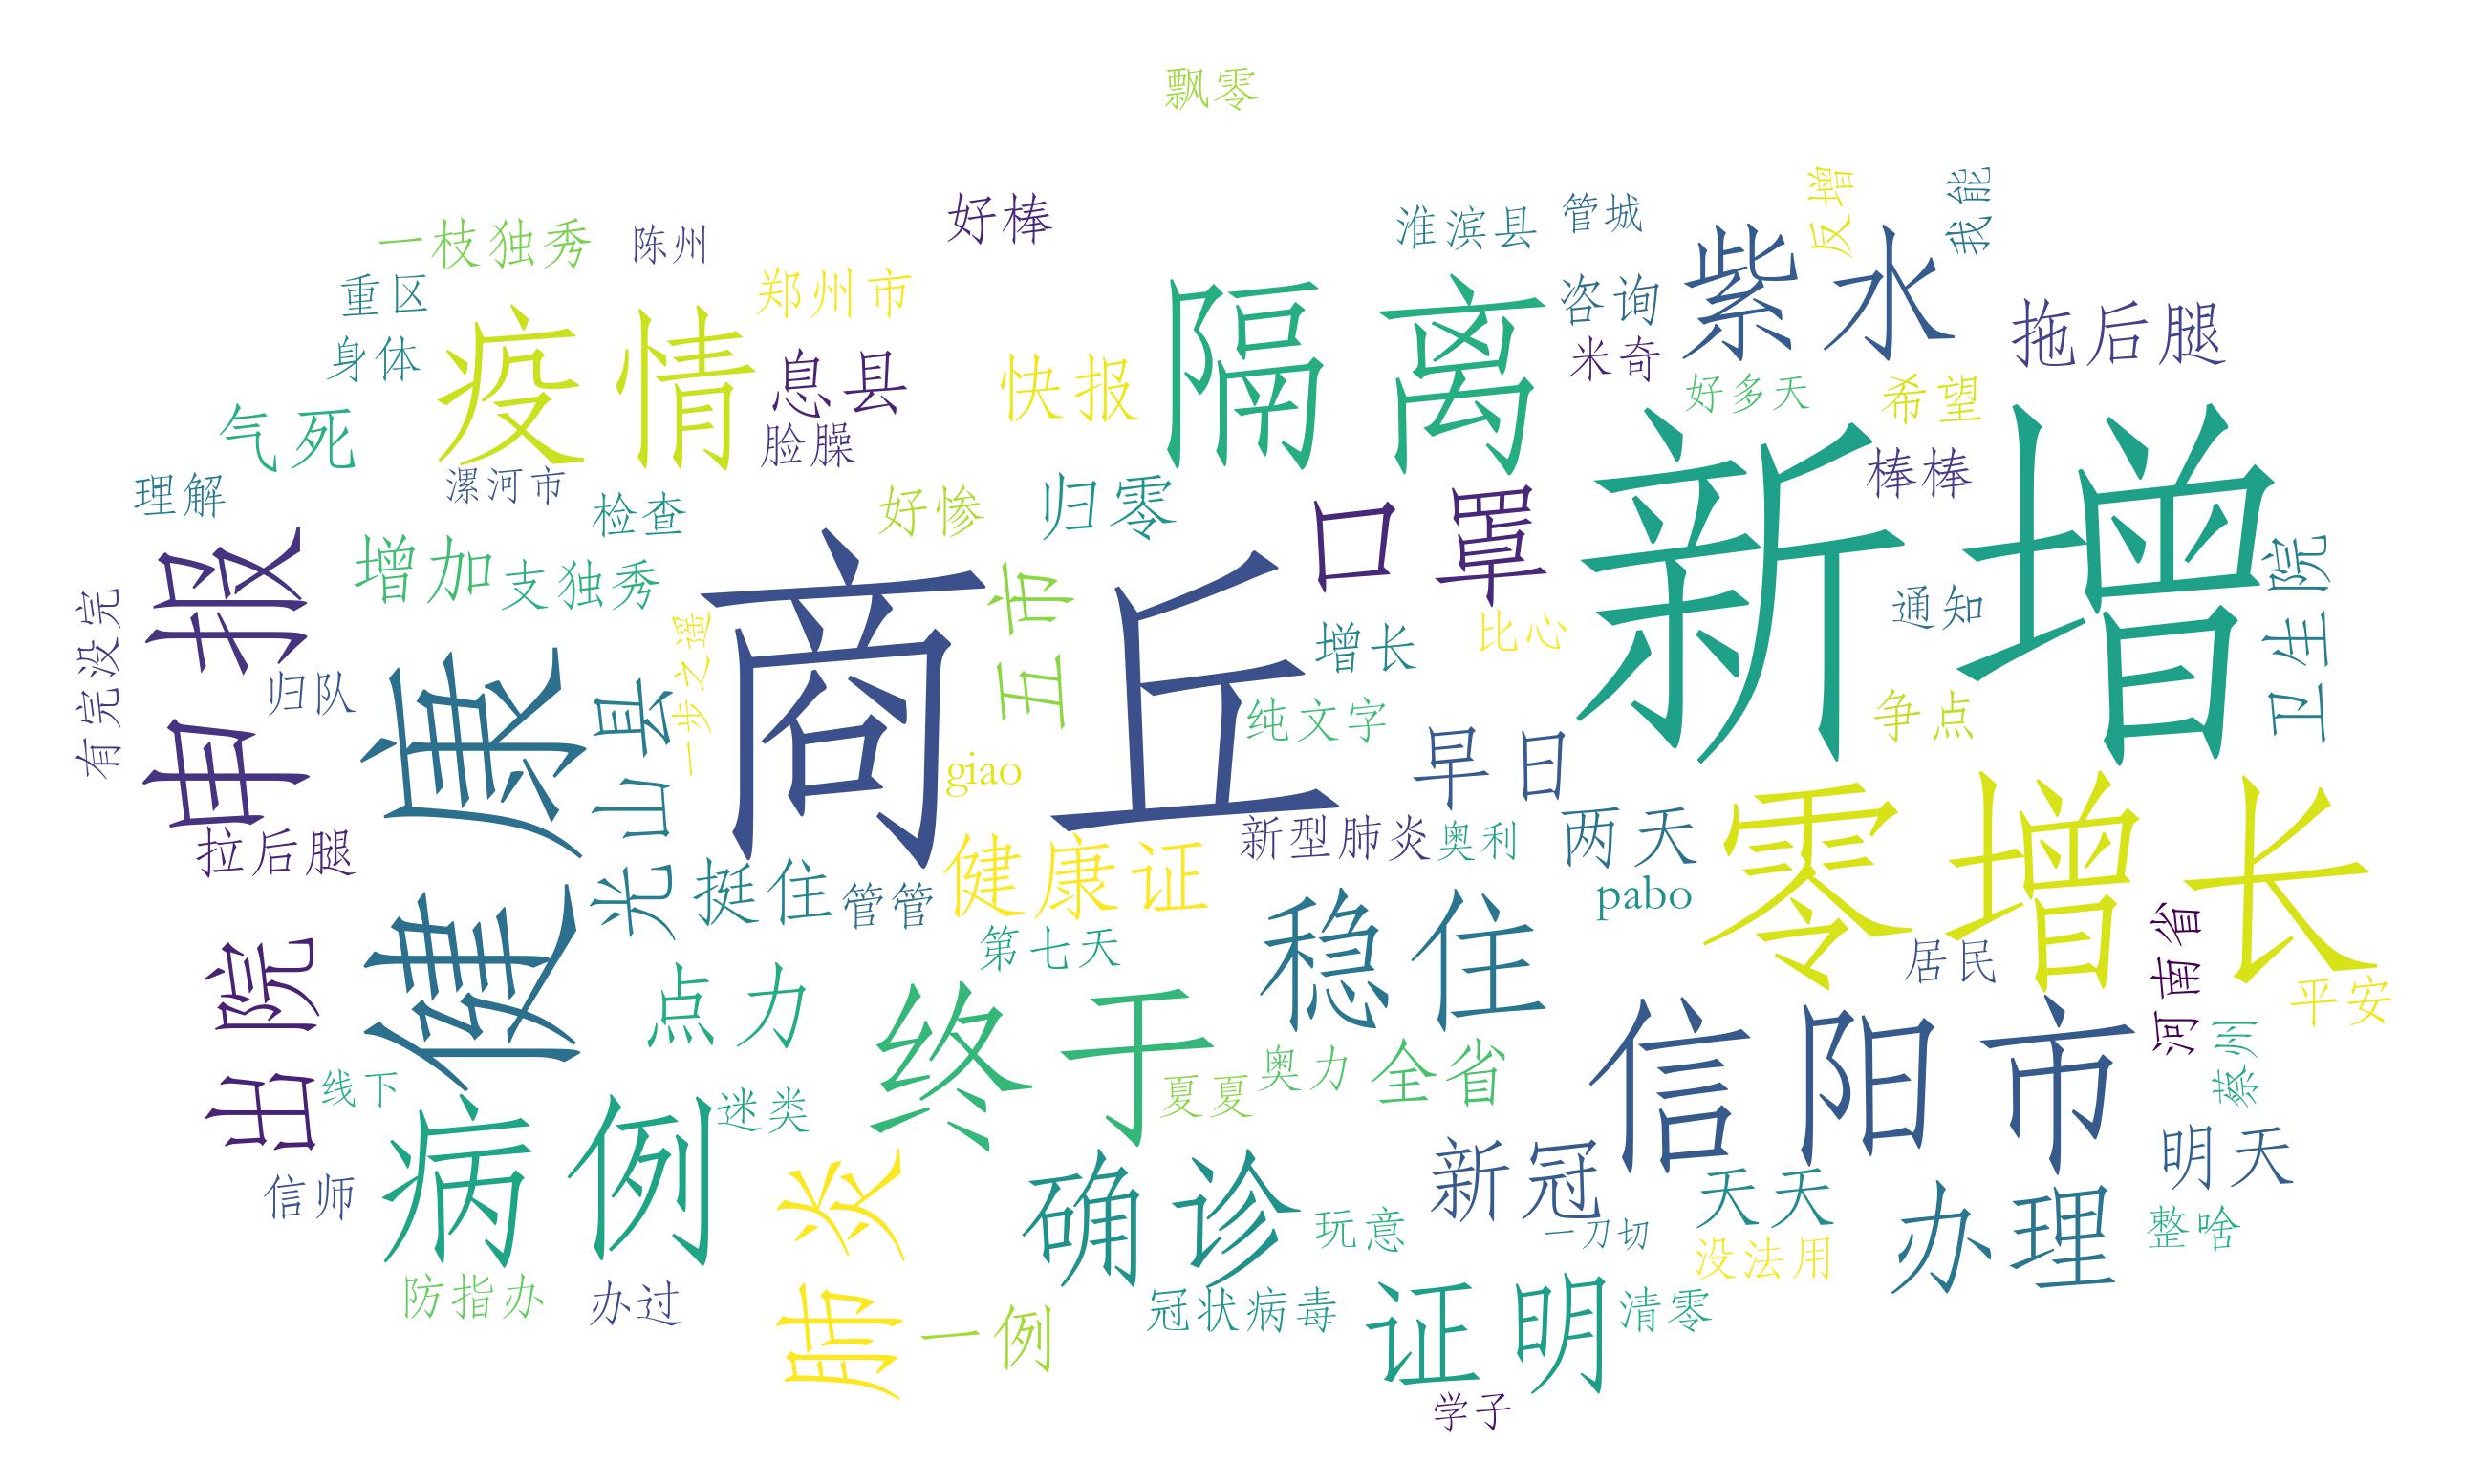 飘零
好棒
一枝独秀
陈州
淮滨县
管城
反增
我能
紫水
郑州市
重区
咨询
隔离
疫情
拖后腿
身体
息县
快报
米奇
好多天
希望
气死
脸臊
新增
棒棒
理解
漯河市
检查
好惨
归零
口罩
申报
增加
支独秀
商丘
五市
通知
卫生院
有完没完
归队
健康
光山县
增长
比心
纯文字
争点
giao
早日
零增长
拉后腿
新型肺炎
奥利
两天
挺住
管管
健康证
pabo
稳住
出院
第七天
居民
河南省
平安
点力
终于
信阳市
线下
夏夏
奥力
全省
蔡州
病例
迷类
信师
确诊
新冠
明天
天天
玩意
一刀切
没法用
办理
整啥
防指办
办过
一例
冠状病毒
证明
清零
学子